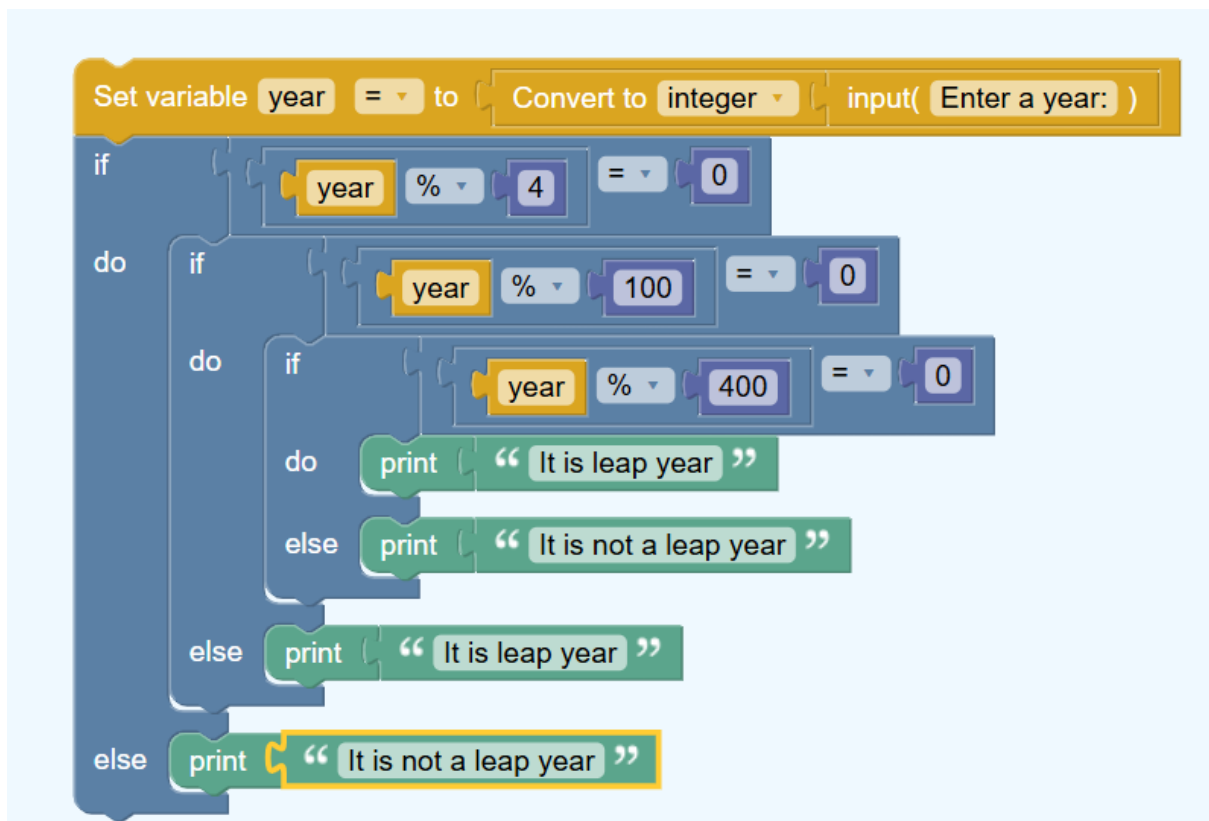 Set variable year = to Convert to integer input( Enter a year: )
if year % 4 = 0
do if year % 100 = 0
do if year % 400 = 0
do print “ It is leap year ”
else print “ It is not a leap year ”
else print “ It is leap year ”
else print “ It is not a leap year ”